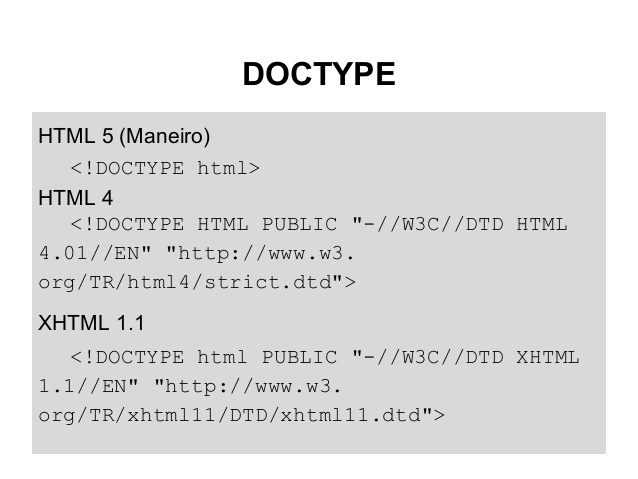 DOCTYPE
HTML 5 (Maneiro)
<!DOCTYPE html>
HTML 4
<!DOCTYPE HTML PUBLIC "-//W3C//DTD HTML
4.01//EN" "http://www.w3.
org/TR/html4/strict.dtd">
XHTML 1.1
<!DOCTYPE html PUBLIC "-//W3C//DTD XHTML
1.1//EN" "http://www.w3.
org/TR/xhtml11/DTD/xhtml11.dtd">